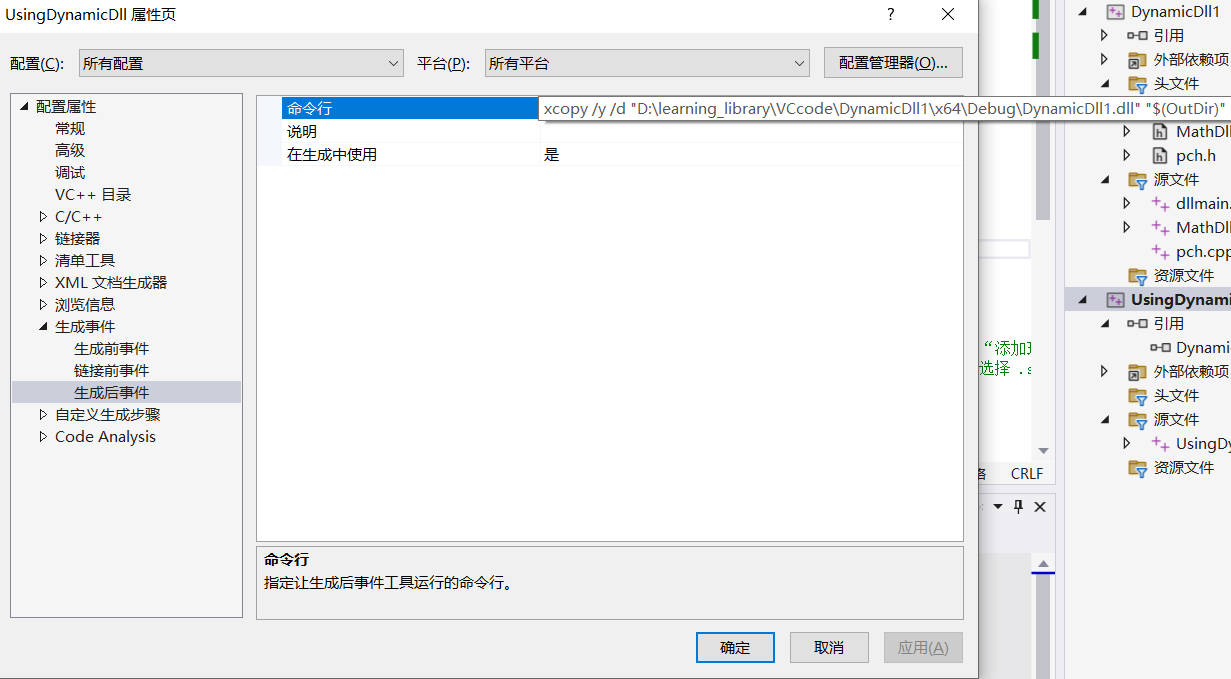 UsingDynamicDll 属性页
?
配置(C):
所有配置
平台(P):
所有平台
配置管理器(O)...
配置属性
常规
高级
调试
VC++ 目录
C/C++
链接器
清单工具
XML 文档生成器
浏览信息
生成事件
生成前事件
链接前事件
生成后事件
自定义生成步骤
Code Analysis
命令行
xcopy /y /d "D:\learning_library\VCcode\DynamicDll1\x64\Debug\DynamicDll1.dll" "$(OutDir)"
说明
在生成中使用
是
命令行
指定让生成后事件工具运行的命令行。
确定
取消
应用(A)
“添加
选择 .s
CRLF
DynamicDll1
引用
外部依赖项
头文件
MathDl
pch.h
源文件
dllmain.
MathDl
pch.cpp
资源文件
UsingDynami
引用
Dynami
外部依赖项
头文件
源文件
UsingDy
资源文件